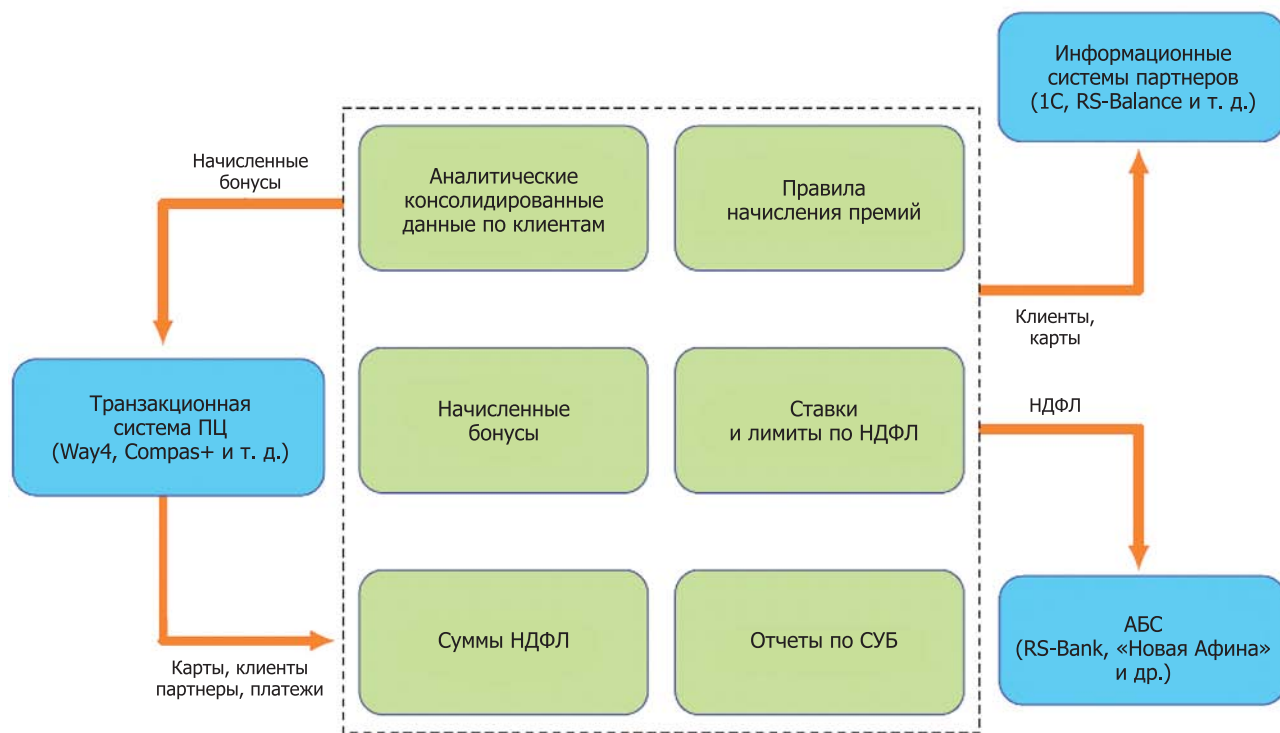 Информационные
системы партнеров
(1С, RS-Balance и т. д.)
Начисленные
бонусы
Аналитические
консолидированные
данные по клиентам
Правила
начисления премий
Клиенты,
карты
Транзакционная
система ПЦ
(Way4, Compas+ и т. д.)
Начисленные
бонусы
Ставки
и лимиты по НДФЛ
НДФЛ
Карты, клиенты
партнеры, платежи
Суммы НДФЛ
Отчеты по СУБ
АБС
(RS-Bank, «Новая Афина»
и др.)